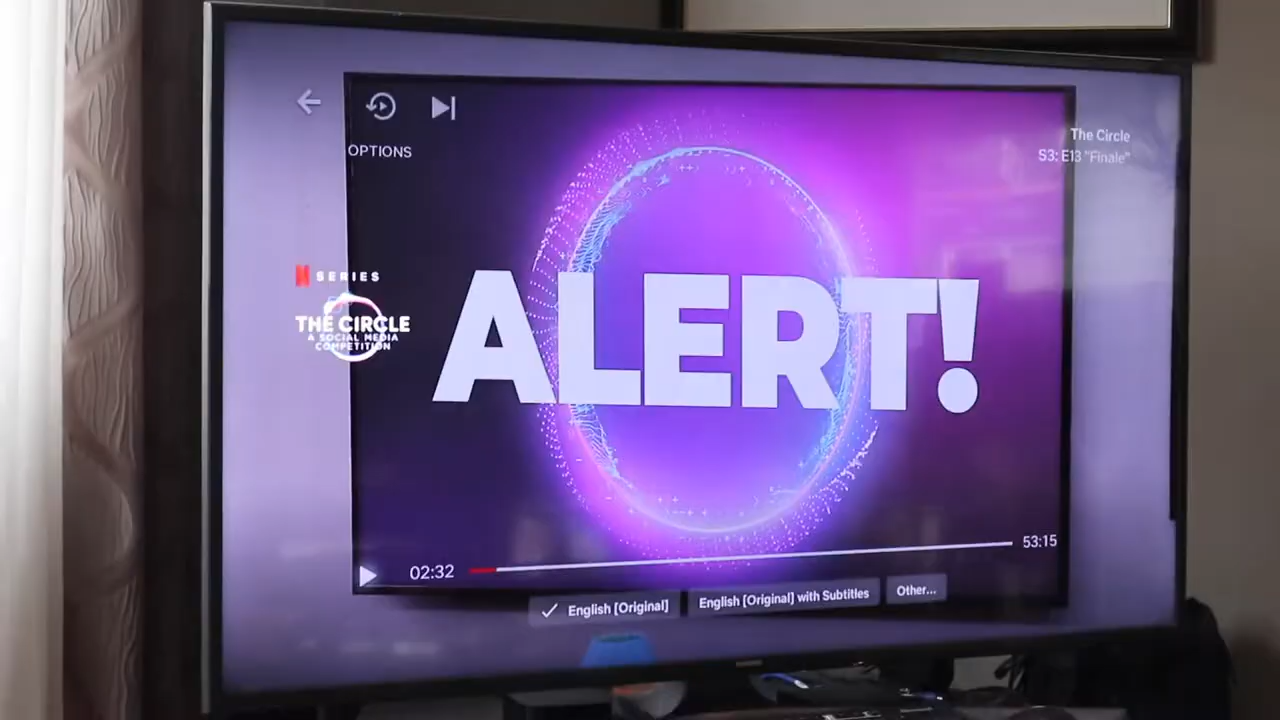 OPTIONS
The Circle
S3: E13 "Finale"
SERIES
THE CIRCLE
A SOCIAL MEDIA
COMPETITION
ALERT!
02:32
53:15
English [Original]
English [Original] with Subtitles
Other...